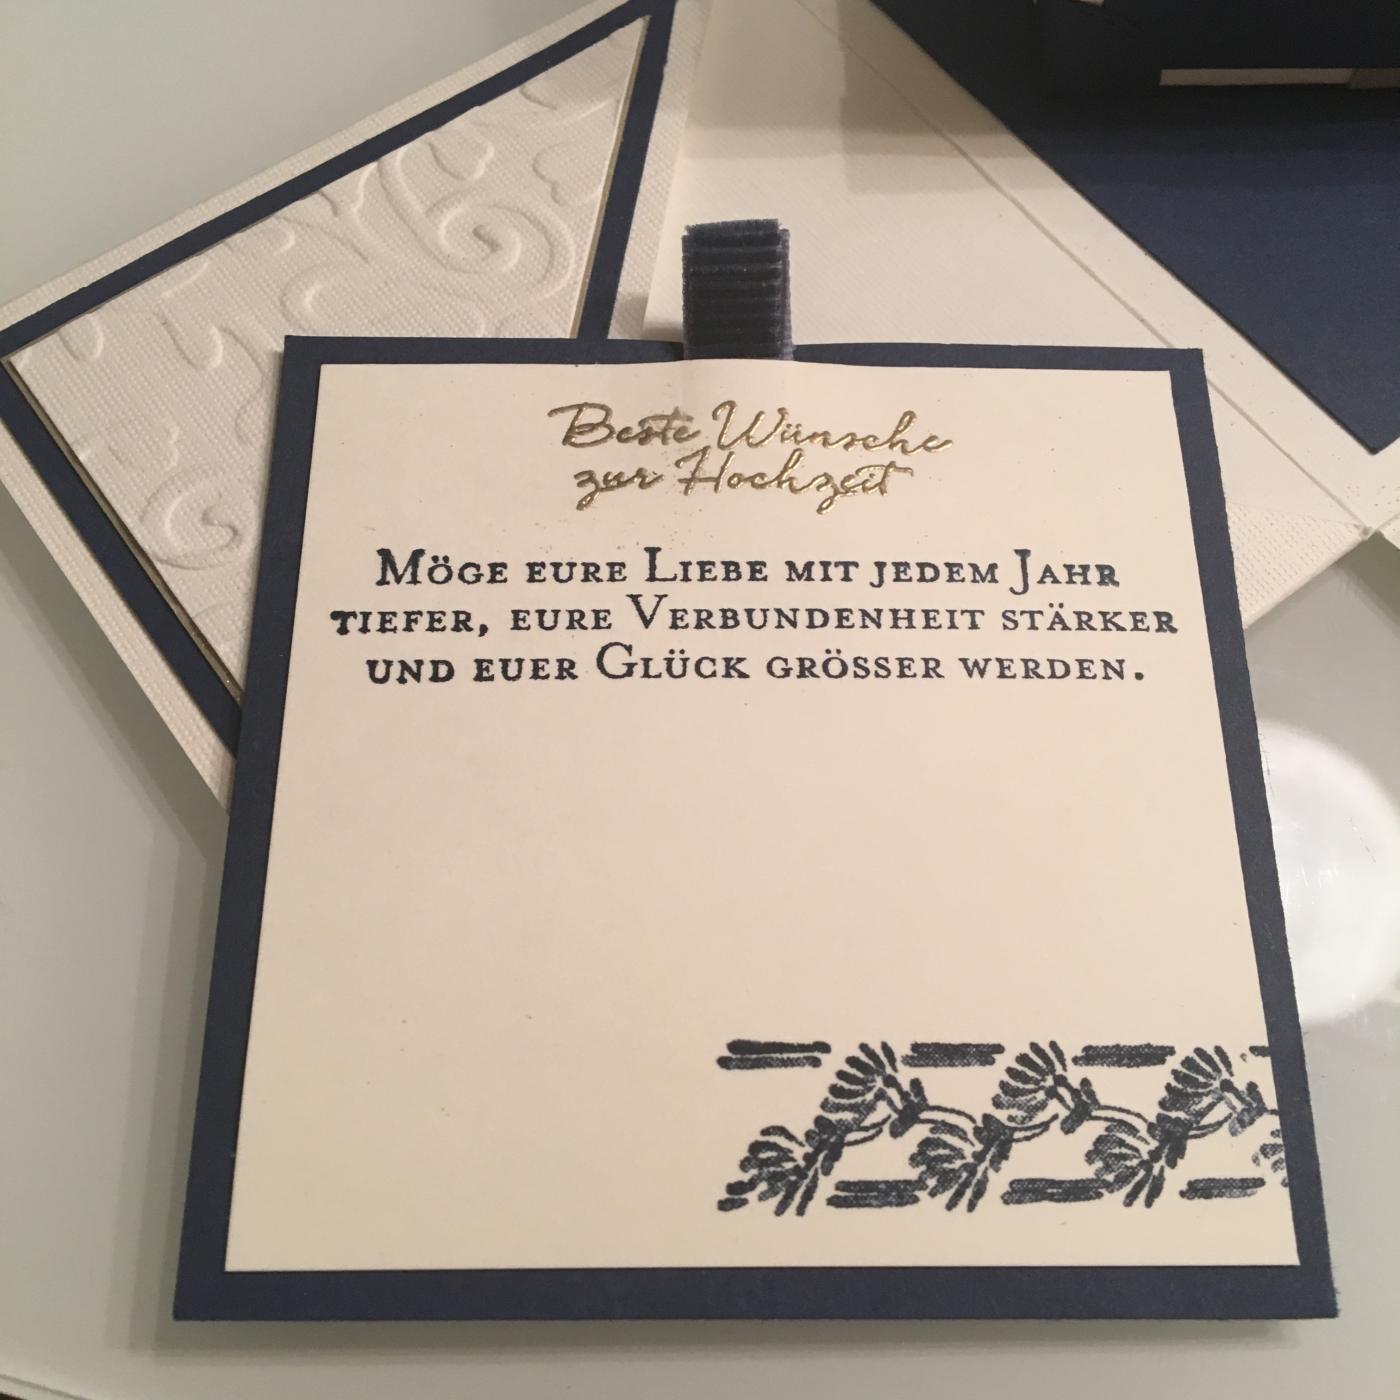 Beste Wünsche
zur Hochzeit
Möge eure Liebe mit jedem Jahr
tiefer, eure Verbundenheit stärker
und euer Glück grösser werden.